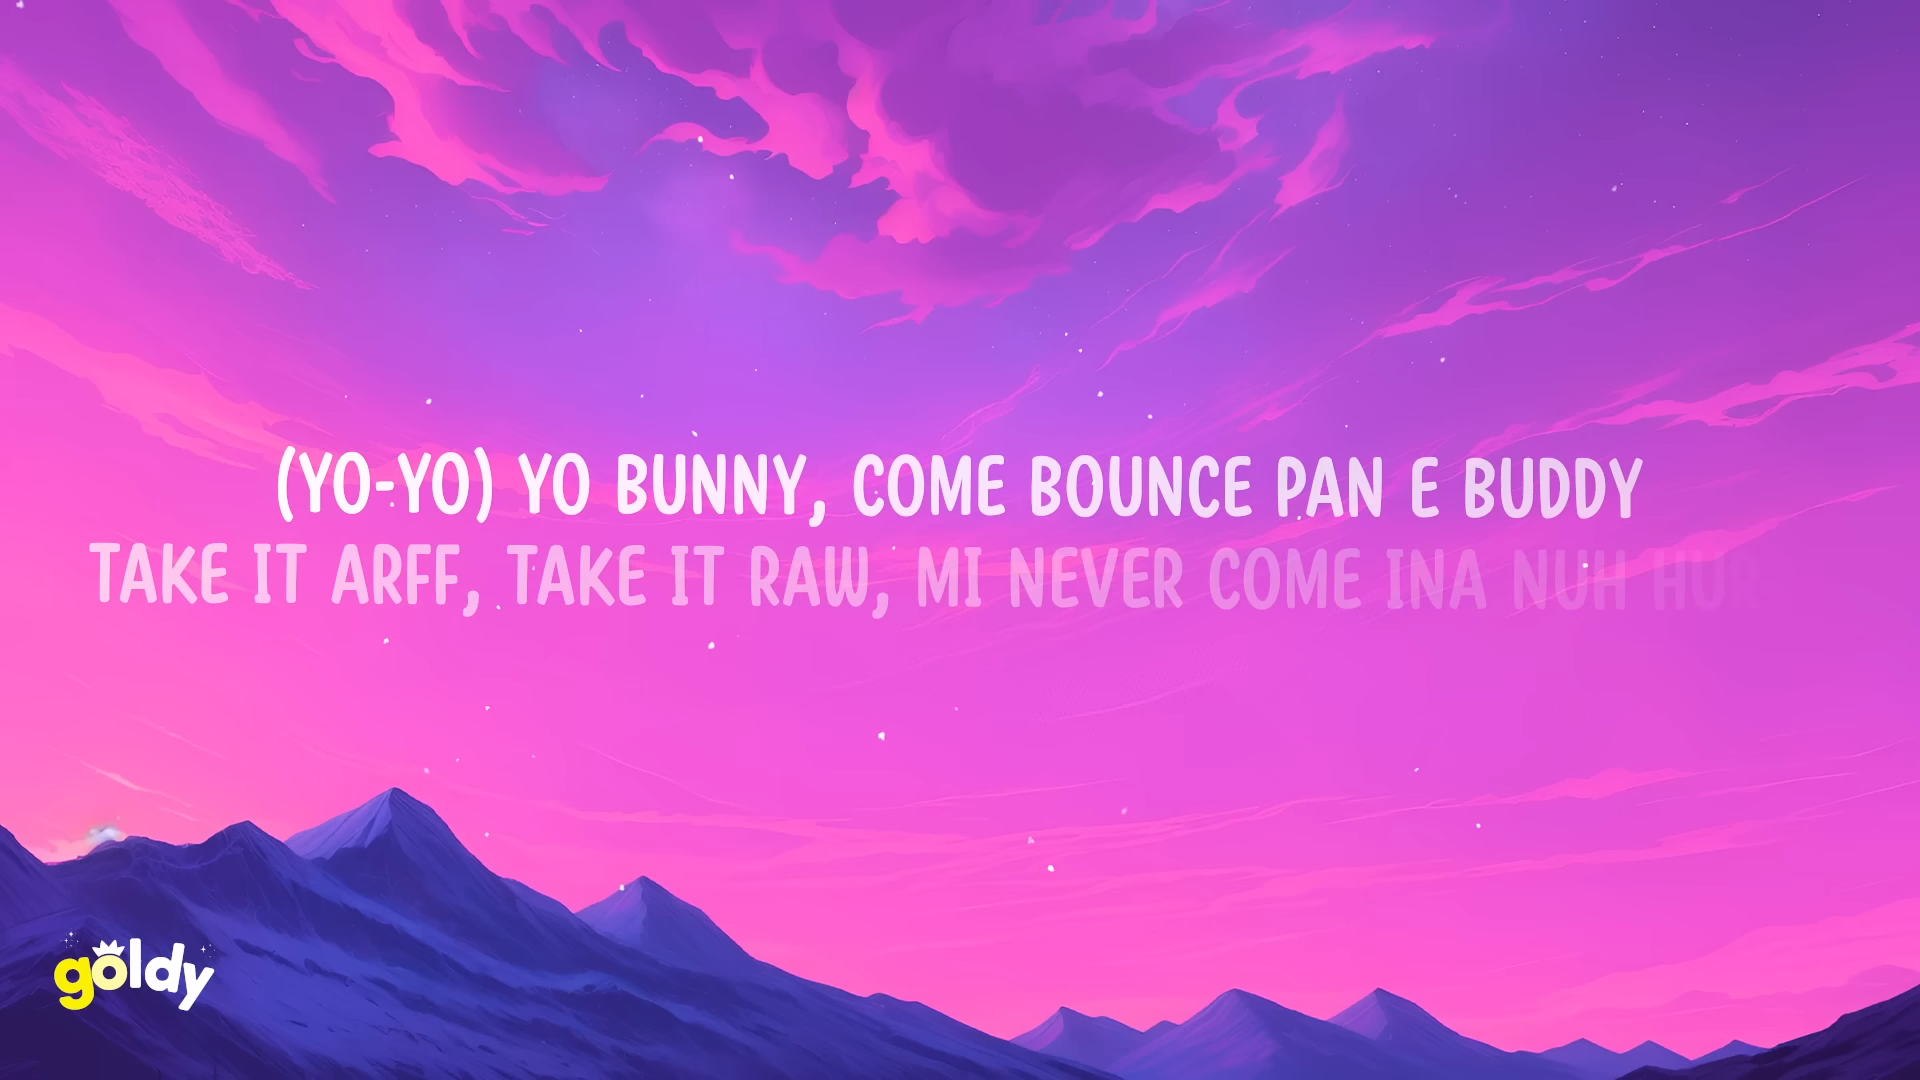 (YO-YO) YO BUNNY, COME BOUNCE PAN E BUDDY
TAKE IT ARFF, TAKE IT RAW, MI NEVER COME INA NUH
goldy